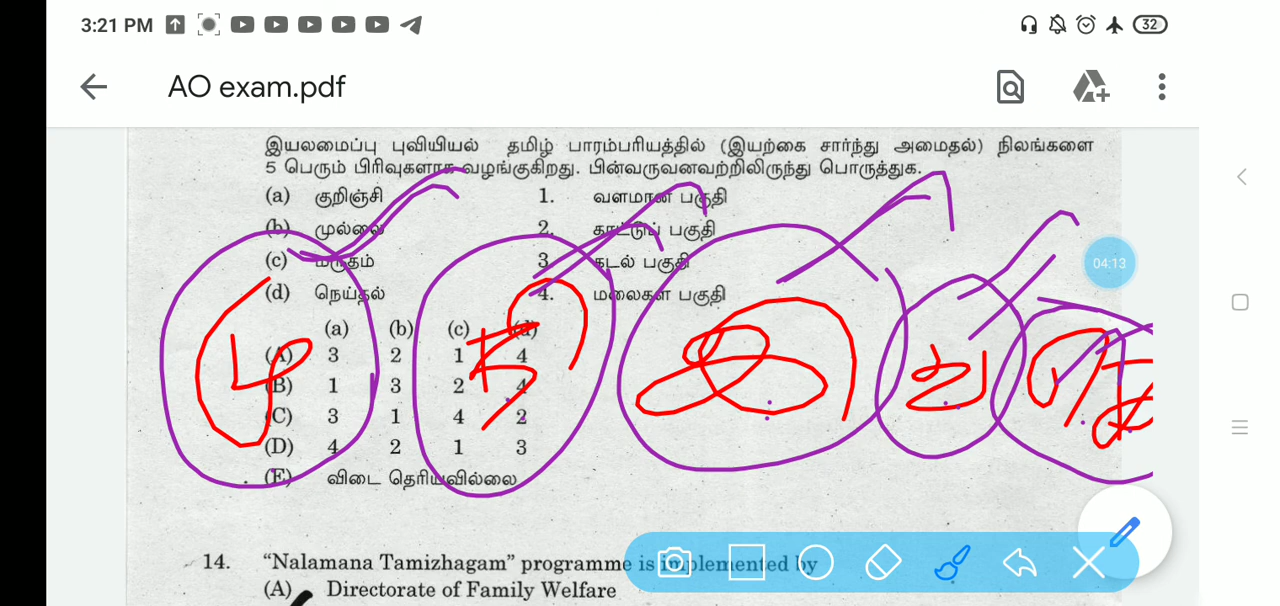 3:21 PM
32
AO exam.pdf
இயலமைப்பு புவியியல் தமிழ் பாரம்பரியத்தில் (இயற்கை சார்ந்து அமைதல்) நிலங்களை
5 பெரும் பிரிவுகளாக வழங்குகிறது. பின்வருவனவற்றிலிருந்து பொருத்துக.
(a) குறிஞ்சி 1. வளமான பகுதி
(b) முல்லை 2. காட்டுப் பகுதி
(c) மருதம் 3. கடல் பகுதி
(d) நெய்தல் 4. மலைகள் பகுதி
(a) (b) (c) (d)
(A) 3 2 1 4
(B) 1 3 2 4
(C) 3 1 4 2
(D) 4 2 1 3
(E) விடை தெரியவில்லை
04:13
14. “Nalamana Tamizhagam” programme is implemented by
(A) Directorate of Family Welfare